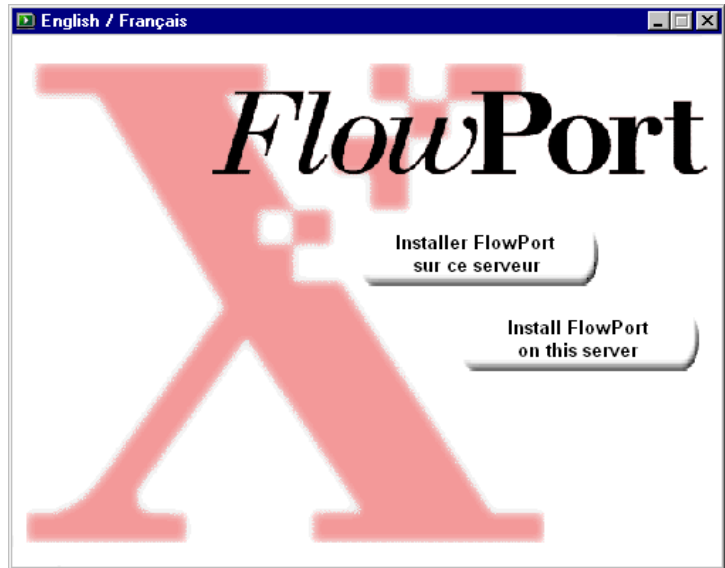 English / Français
FlowPort
Installer FlowPort
sur ce serveur
Install FlowPort
on this server